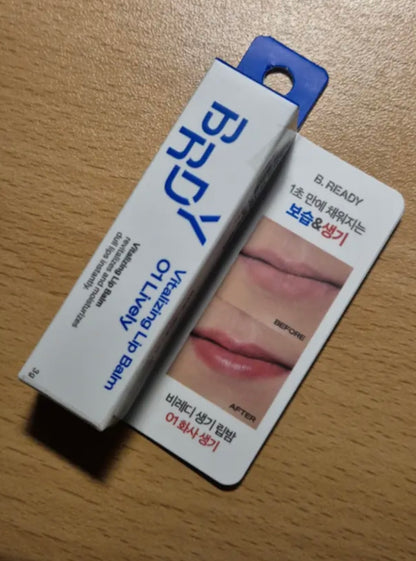 BRDY
Vitalizing Lip Balm
01 Lively
Vitalizing Lip Balm
revitalizes and moisturizes
dull lips instantly.
3g
B. READY
1초 만에 채워지는
보습&생기
BEFORE
AFTER
비레디 생기 립밤
01 화사 생기